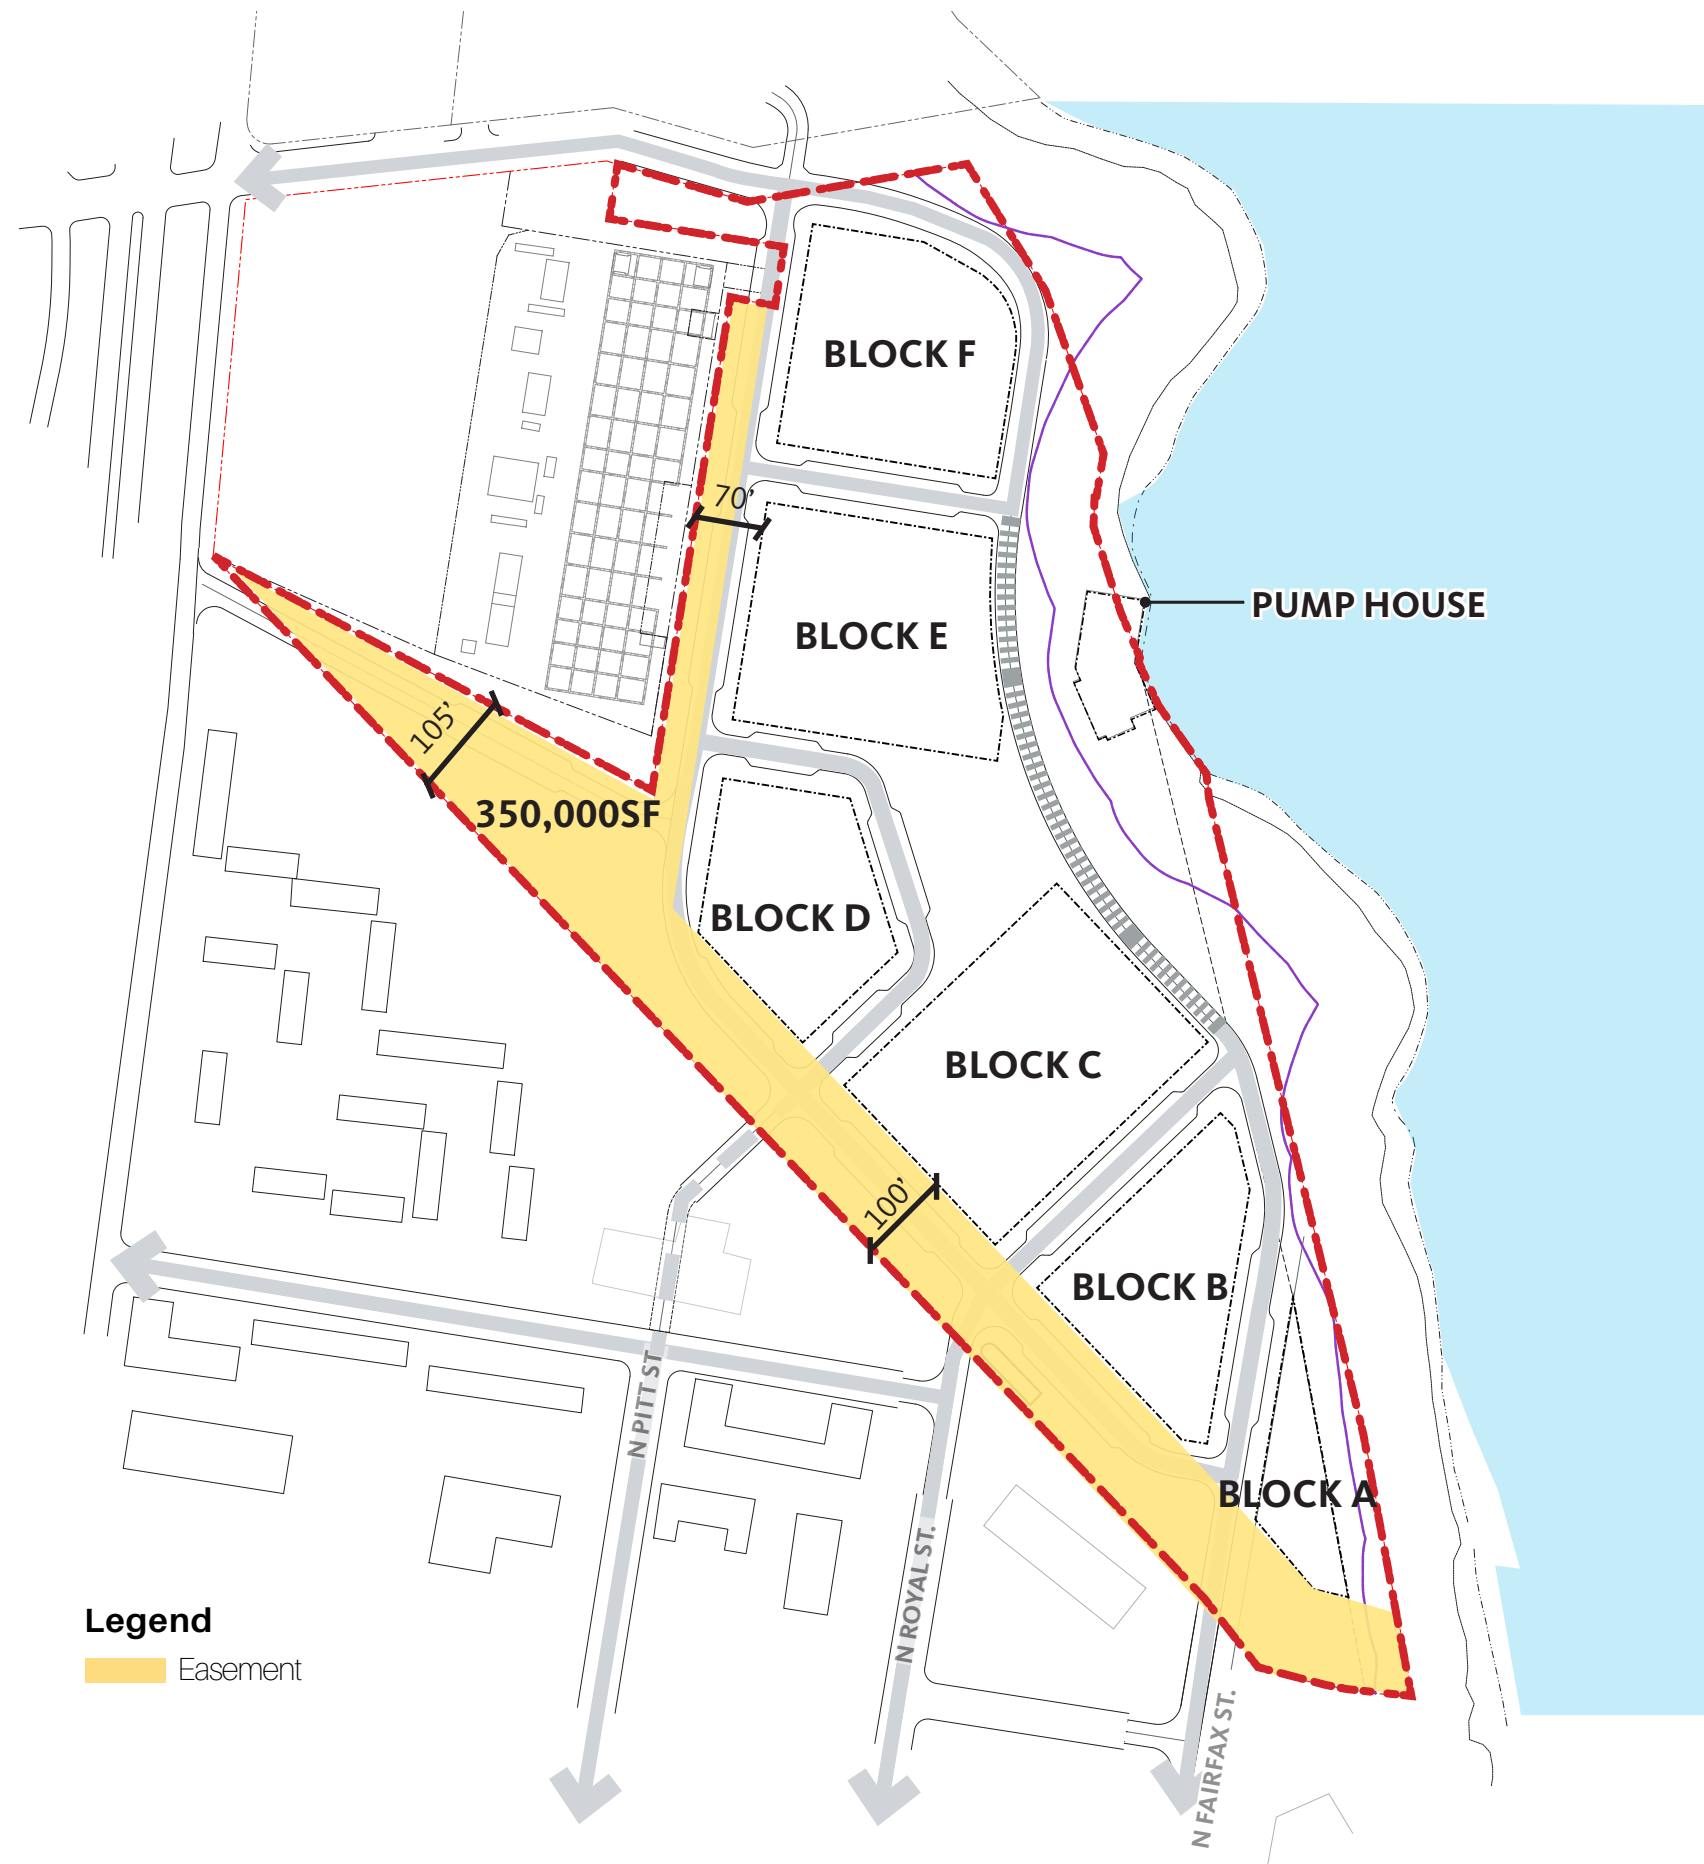 BLOCK F
70’
BLOCK E
PUMP HOUSE
105’
350,000SF
BLOCK D
BLOCK C
100’
BLOCK B
N PITT ST
BLOCK A
N ROYAL ST.
N FAIRFAX ST.
Legend
Easement